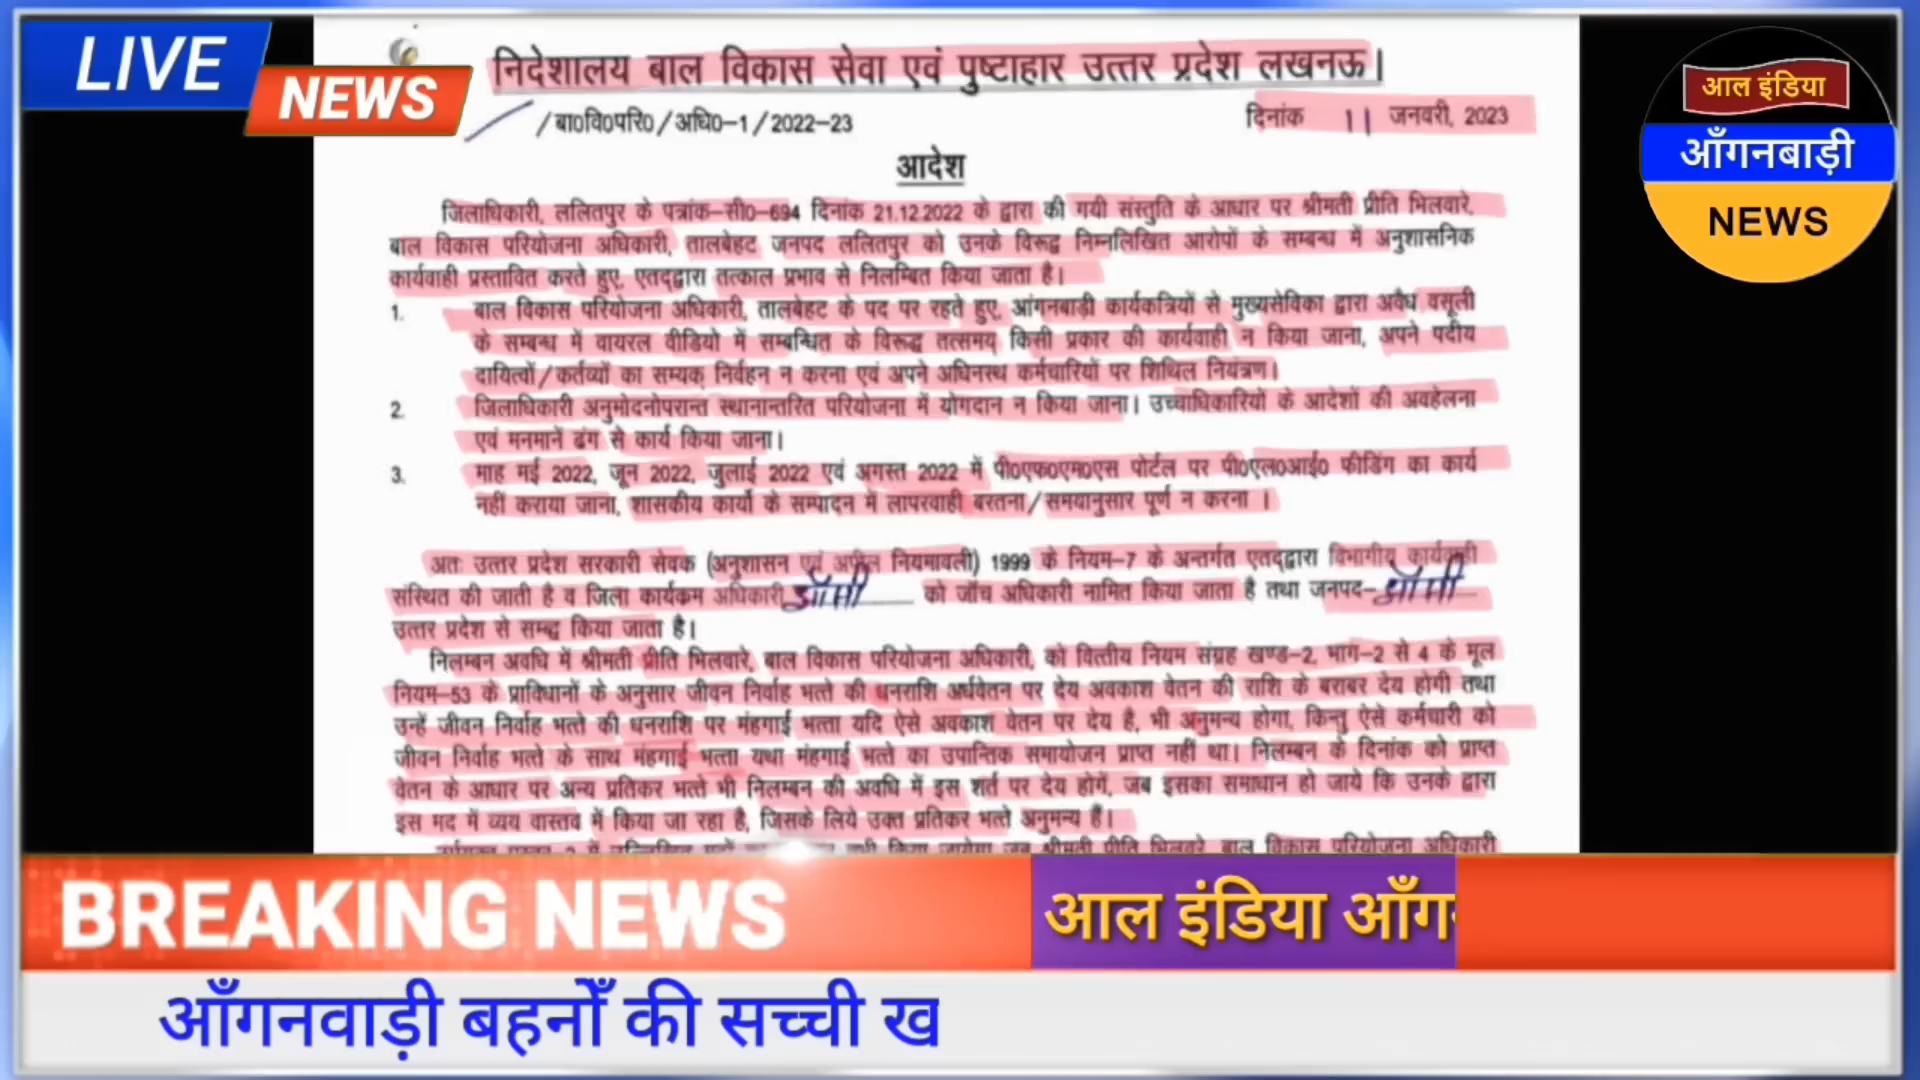 LIVE
NEWS
आल इंडिया
आँगनबाड़ी
NEWS
निदेशालय बाल विकास सेवा एवं पुष्टाहार उत्तर प्रदेश लखनऊ।
/बा0वि0परि0/अधि0-1/2022-23
दिनांक 11 जनवरी, 2023
आदेश
जिलाधिकारी, ललितपुर के पत्रांक-सी0-694 दिनांक 21.12.2022 के द्वारा की गयी संस्तुति के आधार पर श्रीमती प्रीति भिलवारे,
बाल विकास परियोजना अधिकारी, तालबेहट जनपद ललितपुर को उनके विरूद्ध निम्नलिखित आरोपों के सम्बन्ध में अनुशासनिक
कार्यवाही प्रस्तावित करते हुए, एतद्द्वारा तत्काल प्रभाव से निलम्बित किया जाता है।
1. बाल विकास परियोजना अधिकारी, तालबेहट के पद पर रहते हुए, आंगनबाड़ी कार्यकत्रियों से मुख्यसेविका द्वारा अवैध वसूली
के सम्बन्ध में वायरल वीडियो में सम्बन्धित के विरूद्ध तत्समय् किसी प्रकार की कार्यवाही न किया जाना, अपने पदीय
दायित्वों/कर्तव्यों का सम्यक् निर्वहन न करना एवं अपने अधिनस्थ कर्मचारियों पर शिथिल नियंत्रण।
2. जिलाधिकारी अनुमोदनोपरान्त स्थानान्तरित परियोजना में योगदान न किया जाना। उच्चाधिकारियो के आदेशों की अवहेलना
एवं मनमानें ढंग से कार्य किया जाना।
3. माह मई 2022, जून 2022, जुलाई 2022 एवं अगस्त 2022 में पी0एफ0एम0एस पोर्टल पर पी0एल0आई0 फीडिंग का कार्य
नहीं कराया जाना, शासकीय कार्यो के सम्पादन में लापरवाही बरतना/समयानुसार पूर्ण न करना ।
अतः उत्तर प्रदेश सरकारी सेवक (अनुशासन एवं अपील नियमावली) 1999 के नियम-7 के अन्तर्गत एतद्द्वारा विभागीय कार्यवाही
संस्थित की जाती है व जिला कार्यक्रम अधिकारी झाँसी को जॉच अधिकारी नामित किया जाता है तथा जनपद- झाँसी
उत्तर प्रदेश से सम्बद्ध किया जाता है।
निलम्बन अवधि में श्रीमती प्रीति भिलवारे, बाल विकास परियोजना अधिकारी, को वित्तीय नियम संग्रह खण्ड-2, भाग-2 से 4 के मूल
नियम-53 के प्राविधानों के अनुसार जीवन निर्वाह भत्ते की धनराशि अर्धवेतन पर देय अवकाश वेतन की राशि के बराबर देय होगी तथा
उन्हें जीवन निर्वाह भत्ते की धनराशि पर मंहगाई भत्ता यदि ऐसे अवकाश वेतन पर देय है, भी अनुमन्य होगा, किन्तु ऐसे कर्मचारी को
जीवन निर्वाह भत्ते के साथ मंहगाई भत्ता यथा मंहगाई भत्ते का उपान्तिक समायोजन प्राप्त नहीं था। निलम्बन के दिनांक को प्राप्त
वेतन के आधार पर अन्य प्रतिकर भत्ते भी निलम्बन की अवधि में इस शर्त पर देय होगें, जब इसका समाधान हो जाये कि उनके द्वारा
इस मद में व्यय वास्तव में किया जा रहा है, जिसके लिये उक्त प्रतिकर भत्ते अनुमन्य हैं।
श्रीमती प्रीति भिलवारे, बाल विकास परियोजना अधिकारी
BREAKING NEWS
आल इंडिया
आँगनवाड़ी बहनोँ की सच्ची ख